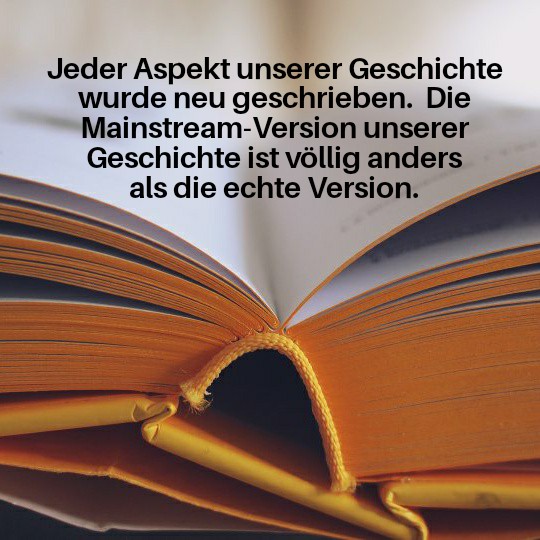 Jeder Aspekt unserer Geschichte
wurde neu geschrieben.  Die
Mainstream-Version unserer
Geschichte ist völlig anders
als die echte Version.